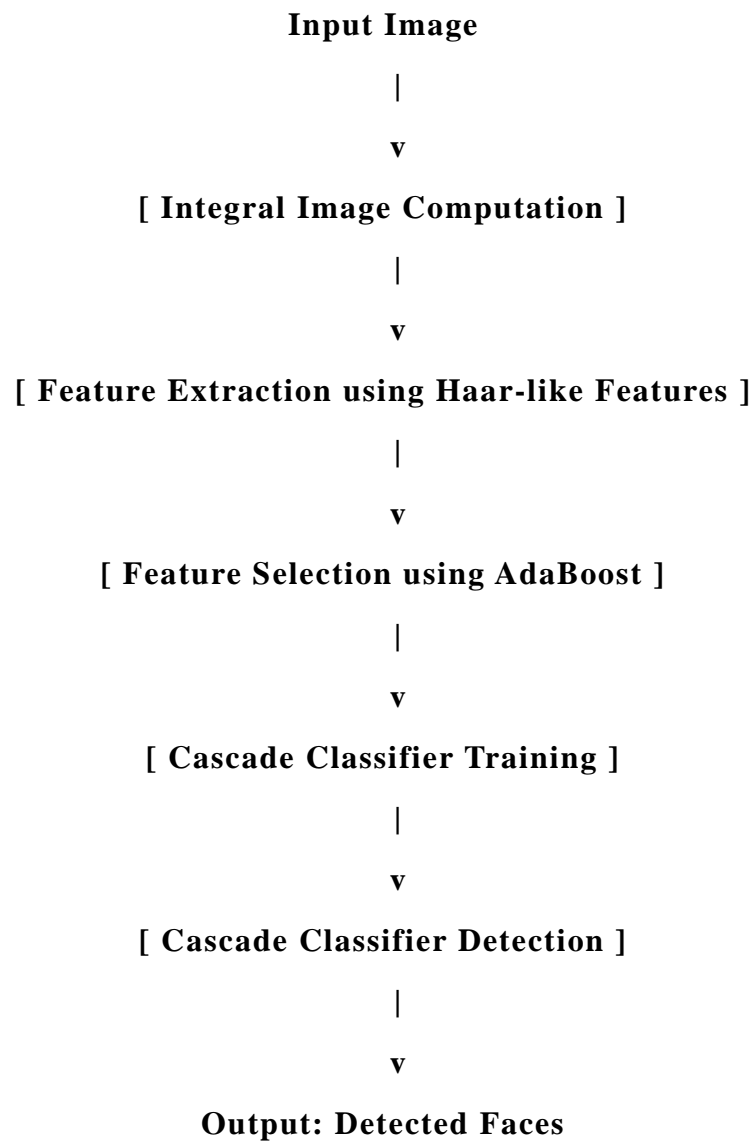 Input Image
|
v
[ Integral Image Computation ]
|
v
[ Feature Extraction using Haar-like Features ]
|
v
[ Feature Selection using AdaBoost ]
|
v
[ Cascade Classifier Training ]
|
v
[ Cascade Classifier Detection ]
|
v
Output: Detected Faces